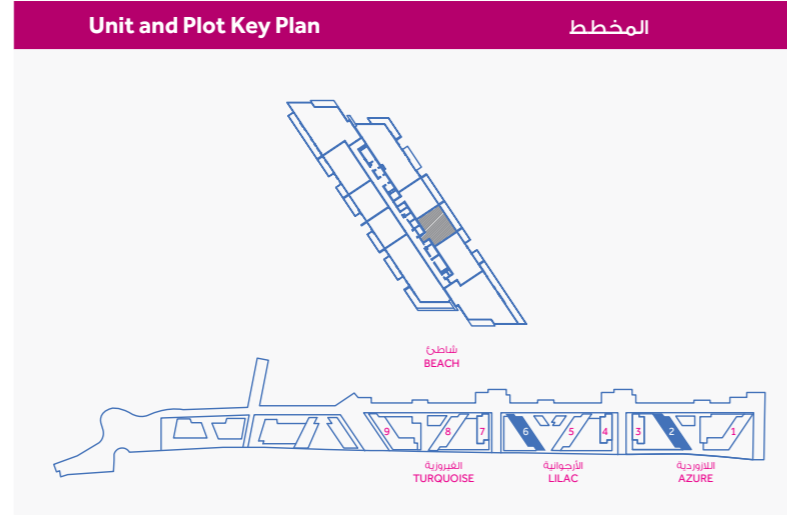 Unit and Plot Key Plan
المخطط
شاطئ
BEACH
9 8 7 6 5 4 3 2 1
الفيروزية
TURQUOISE
الأرجوانية
LILAC
اللازوردية
AZURE